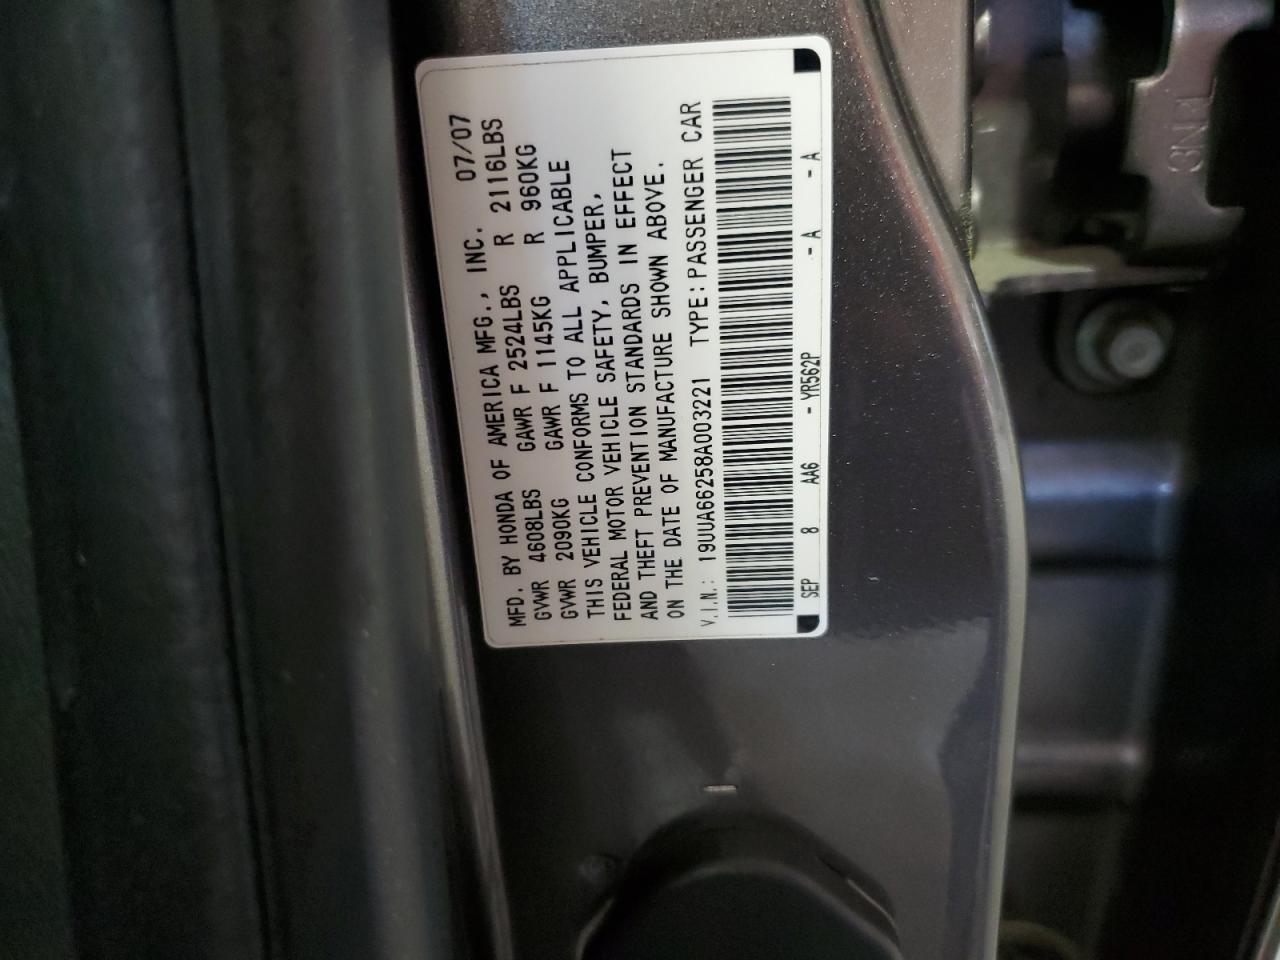 MFD. BY HONDA OF AMERICA MFG., INC. 07/07
GVWR 4608LBS GAWR F 2524LBS R 2116LBS
GVWR 2090KG GAWR F 1145KG R 960KG
THIS VEHICLE CONFORMS TO ALL APPLICABLE
FEDERAL MOTOR VEHICLE SAFETY, BUMPER,
AND THEFT PREVENTION STANDARDS IN EFFECT
ON THE DATE OF MANUFACTURE SHOWN ABOVE.
V.I.N.: 19UUA66258A003221 TYPE:PASSENGER CAR
SEP 8 AA6 - YR562P - A - A